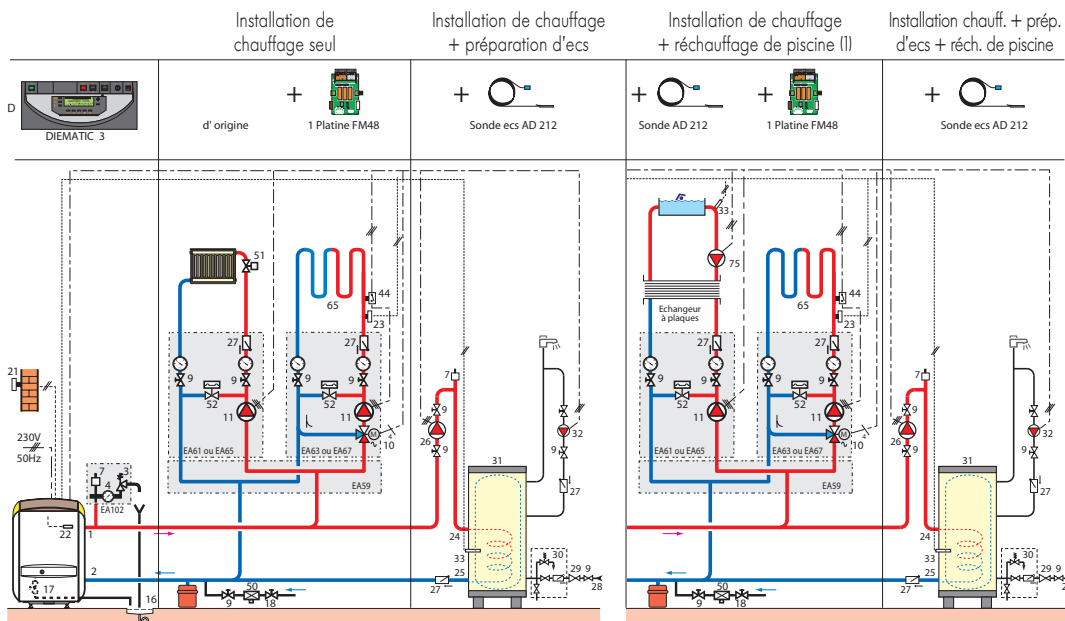 Installation de
chauffage seul
Installation de chauffage
+ préparation d'ecs
Installation de chauffage
+ réchauffage de piscine (1)
Installation chauff. + prép.
d'ecs + réch. de piscine
D
DIEMATIC 3
d' origine
+
1 Platine FM48
+
Sonde ecs AD 212
+
Sonde AD 212
+
1 Platine FM48
+
Sonde ecs AD 212
51
65
44
23
27
27
9
9
9
9
52
52
11
11
M
4
10
EA61 ou EA65
EA63 ou EA67
EA59
7
9
26
9
32
9
31
27
24
33
25
27
30
29
9
28
21
230V
50Hz
7
3
4
EA102
22
1
2
17
16
50
9
18
33
75
Echangeur
à plaques
65
44
23
27
27
9
9
9
9
52
52
11
11
M
4
10
EA61 ou EA65
EA63 ou EA67
EA59
7
9
26
9
32
9
31
27
24
33
25
27
30
29
9
50
9
18